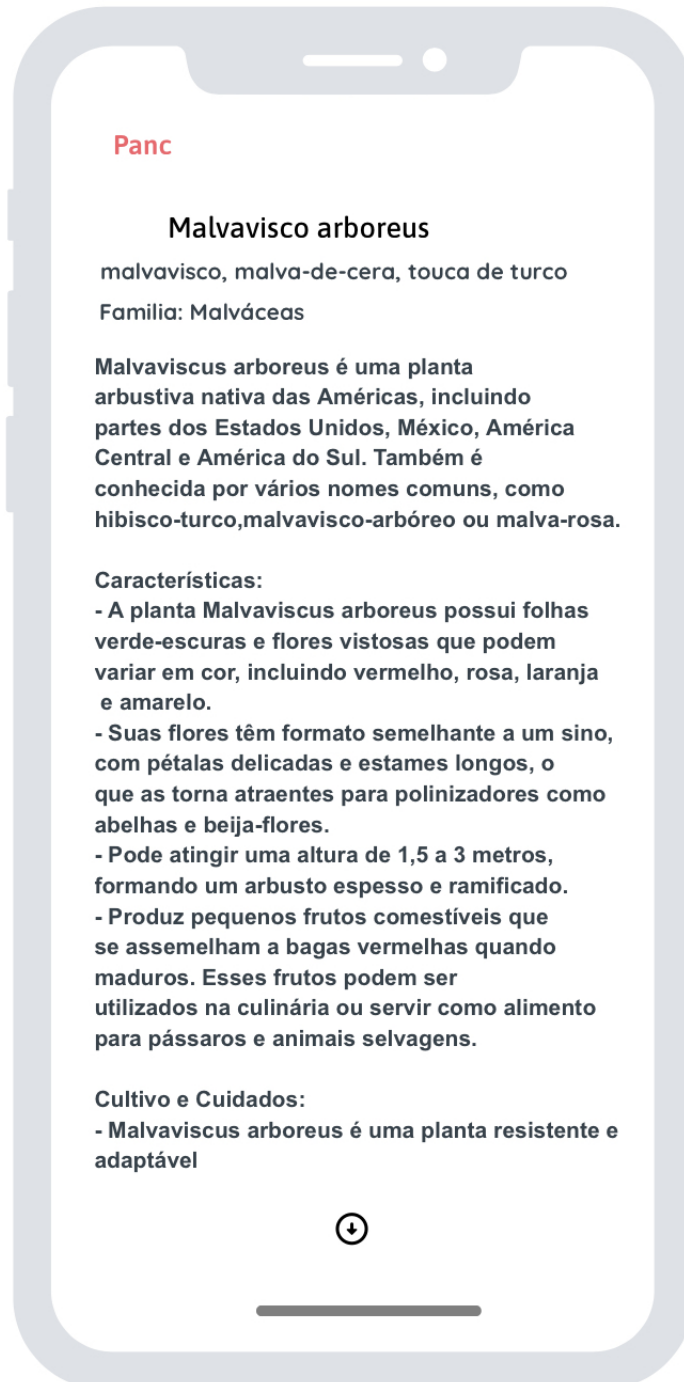 Panc
Malvavisco arboreus
malvavisco, malva-de-cera, touca de turco
Familia: Malváceas
Malvaviscus arboreus é uma planta
arbustiva nativa das Américas, incluindo
partes dos Estados Unidos, México, América
Central e América do Sul. Também é
conhecida por vários nomes comuns, como
hibisco-turco,malvavisco-arbóreo ou malva-rosa.
Características:
- A planta Malvaviscus arboreus possui folhas
verde-escuras e flores vistosas que podem
variar em cor, incluindo vermelho, rosa, laranja
e amarelo.
- Suas flores têm formato semelhante a um sino,
com pétalas delicadas e estames longos, o
que as torna atraentes para polinizadores como
abelhas e beija-flores.
- Pode atingir uma altura de 1,5 a 3 metros,
formando um arbusto espesso e ramificado.
- Produz pequenos frutos comestíveis que
se assemelham a bagas vermelhas quando
maduros. Esses frutos podem ser
utilizados na culinária ou servir como alimento
para pássaros e animais selvagens.
Cultivo e Cuidados:
- Malvaviscus arboreus é uma planta resistente e
adaptável